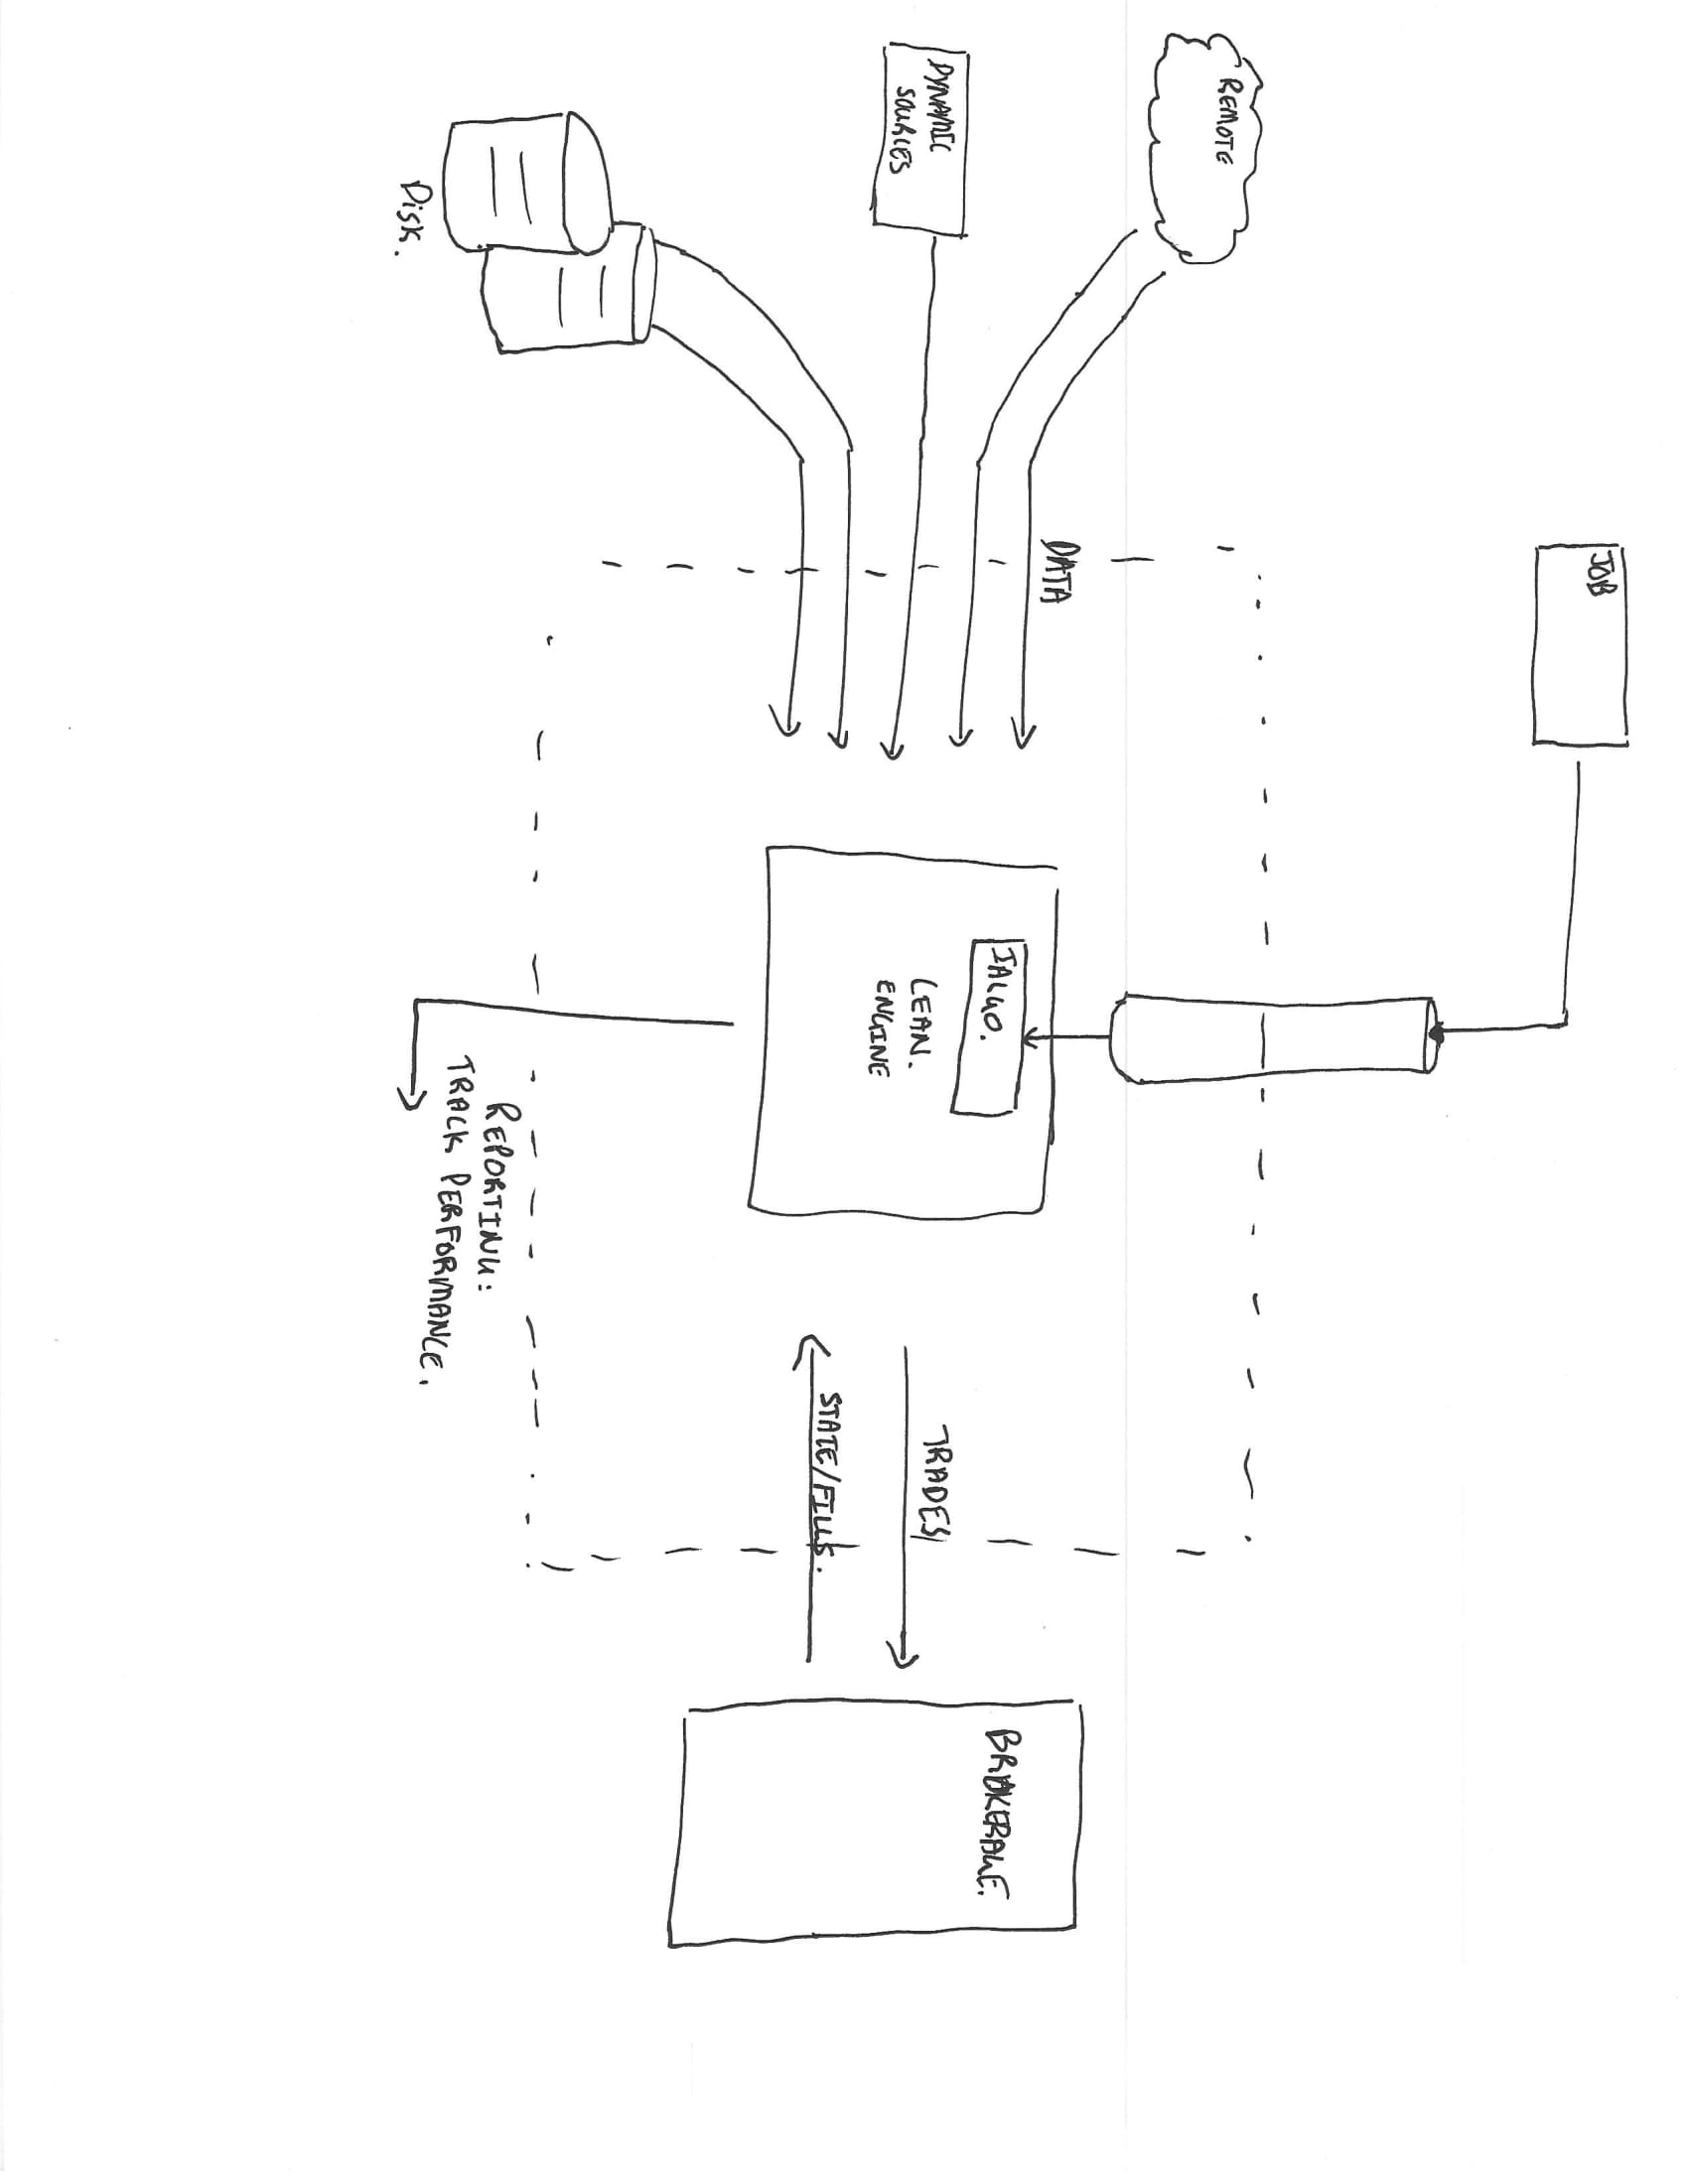 JOB
REMOTE
DATA
IALGO.
DYNAMIC
SOURCES
LEAN.
ENGINE
BROKERAGE.
TRADES
STATE/FILLS.
REPORTING:
TRACK PERFORMANCE.
Disk.